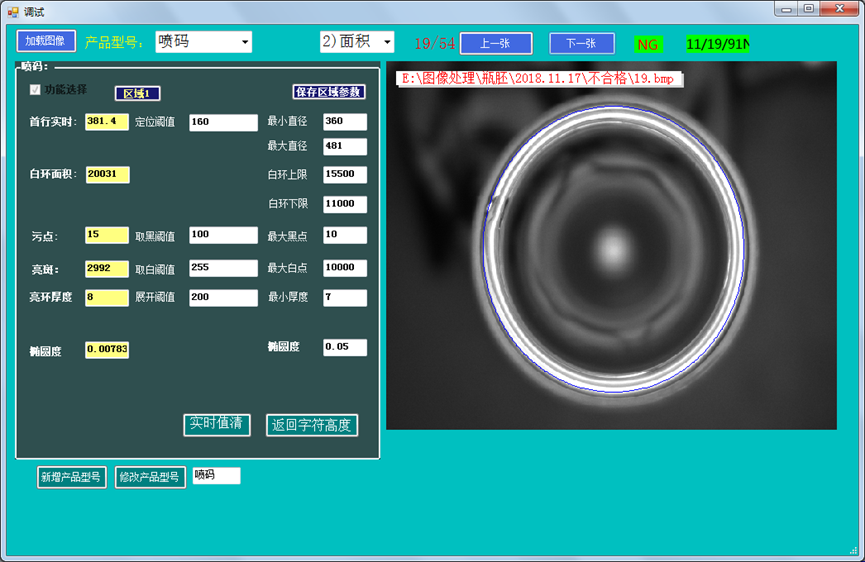 调试
加载图像 产品型号： 喷码 2)面积 19/54 上一张 下一张 NG 11/19/91N
喷码：
E:\图像处理\瓶胚\2018.11.17\不合格\19.bmp
功能选择 区域1 保存区域参数
首行实时： 381.4 定位阈值 160 最小直径 360
最大直径 481
白环面积： 20031 白环上限 15500
白环下限 11000
污点： 15 取黑阈值 100 最大黑点 10
亮斑： 2992 取白阈值 255 最大白点 10000
亮环厚度 8 展开阈值 200 最小厚度 7
椭圆度 0.00783 椭圆度 0.05
实时值清 返回字符高度
新增产品型号 修改产品型号 喷码